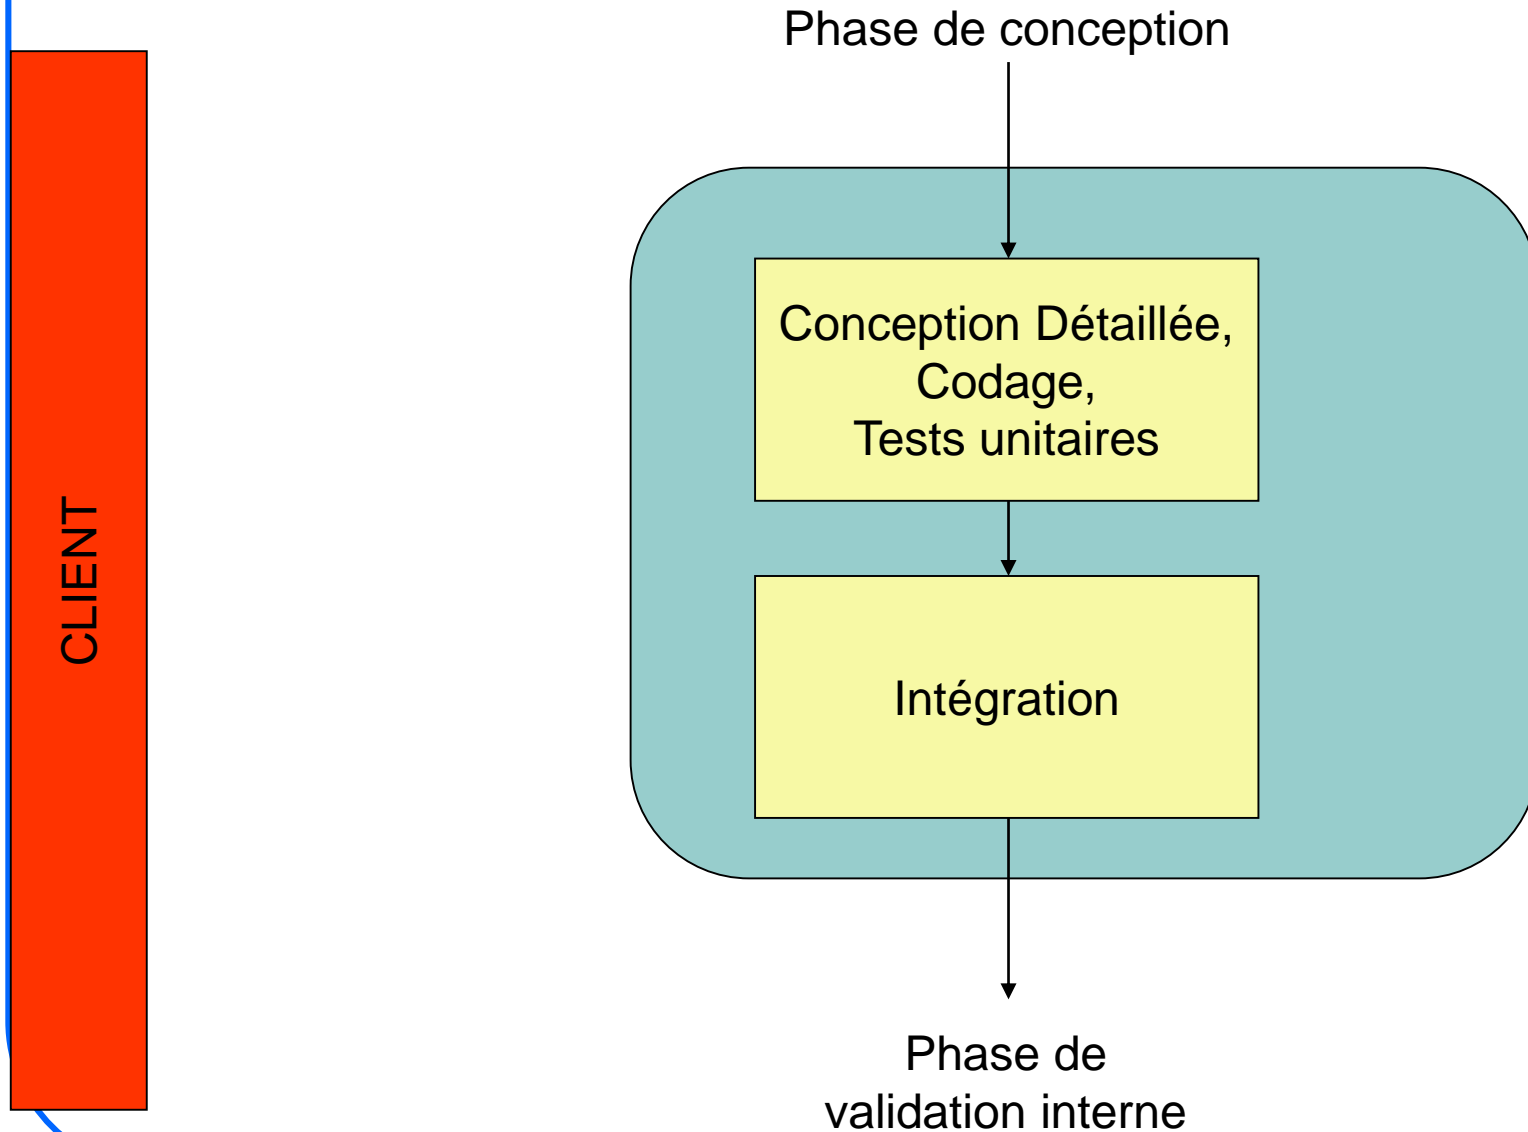 Phase de conception
Conception Détaillée,
Codage,
Tests unitaires
CLIENT
Intégration
Phase de
validation interne